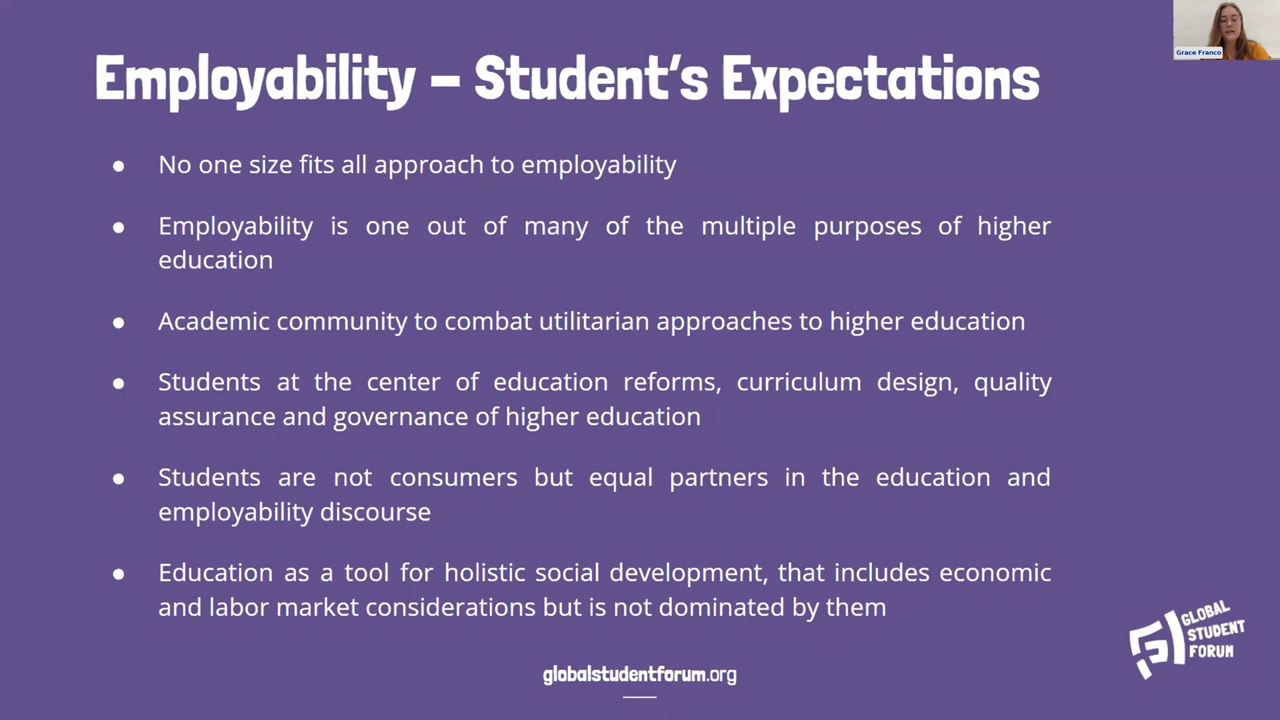 Grace Franco
Employability – Student's Expectations
● No one size fits all approach to employability
● Employability is one out of many of the multiple purposes of higher
education
● Academic community to combat utilitarian approaches to higher education
● Students at the center of education reforms, curriculum design, quality
assurance and governance of higher education
● Students are not consumers but equal partners in the education and
employability discourse
● Education as a tool for holistic social development, that includes economic
and labor market considerations but is not dominated by them
GLOBAL
STUDENT
FORUM
globalstudentforum.org